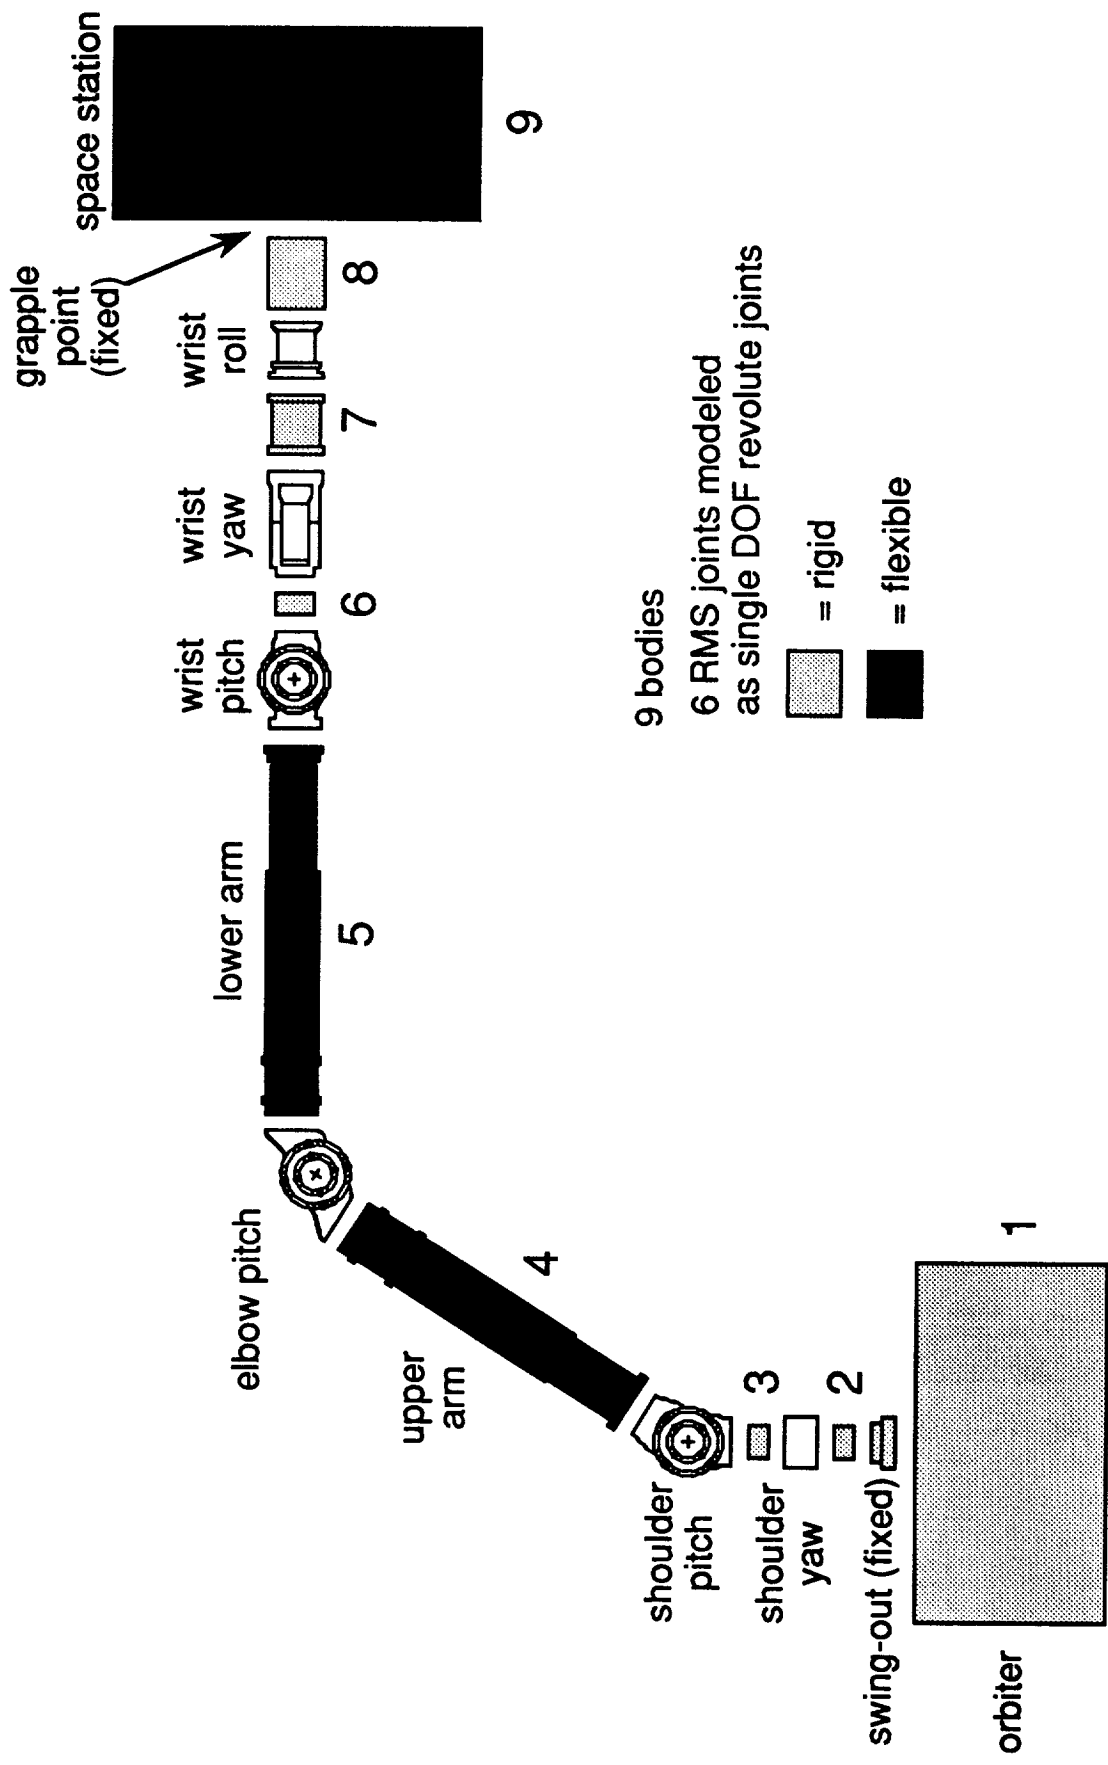 grapple
point
(fixed)
space station
wrist
roll
wrist
yaw
wrist
pitch
lower arm
elbow pitch
upper
arm
shoulder
pitch
shoulder
yaw
swing-out (fixed)
orbiter
1
2
3
4
5
6
7
8
9
9 bodies
6 RMS joints modeled
as single DOF revolute joints
= rigid
= flexible